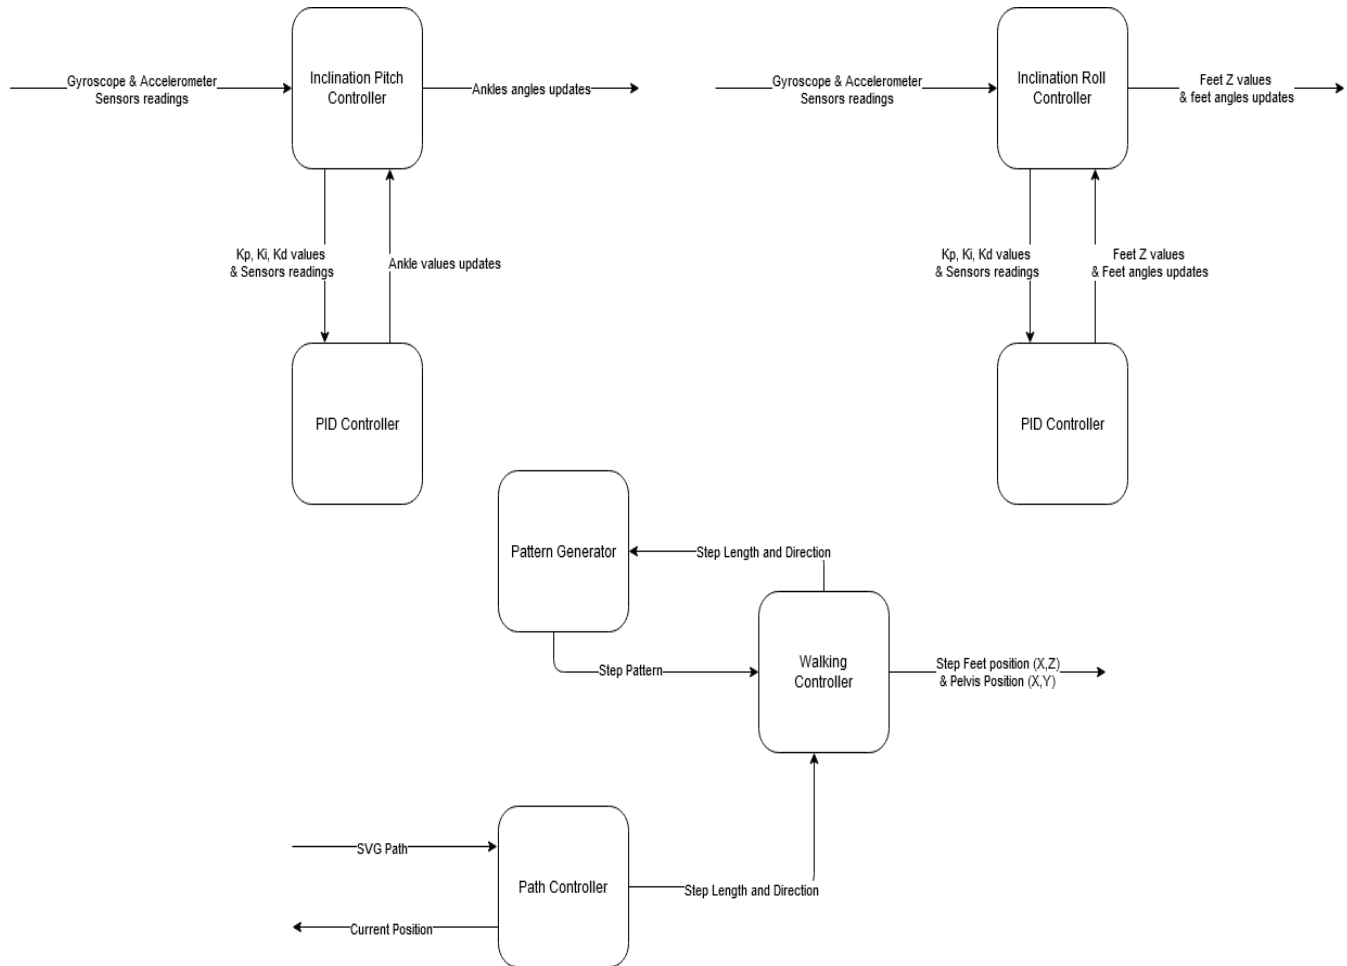 Inclination Pitch
Controller
Gyroscope & Accelerometer
Sensors readings
Ankles angles updates
Kp, Ki, Kd values
& Sensors readings
Ankle values updates
PID Controller
Inclination Roll
Controller
Gyroscope & Accelerometer
Sensors readings
Feet Z values
& feet angles updates
Kp, Ki, Kd values
& Sensors readings
Feet Z values
& Feet angles updates
PID Controller
Pattern Generator
Step Length and Direction
Step Pattern
Walking
Controller
Step Feet position (X,Z)
& Pelvis Position (X,Y)
SVG Path
Path Controller
Step Length and Direction
Current Position